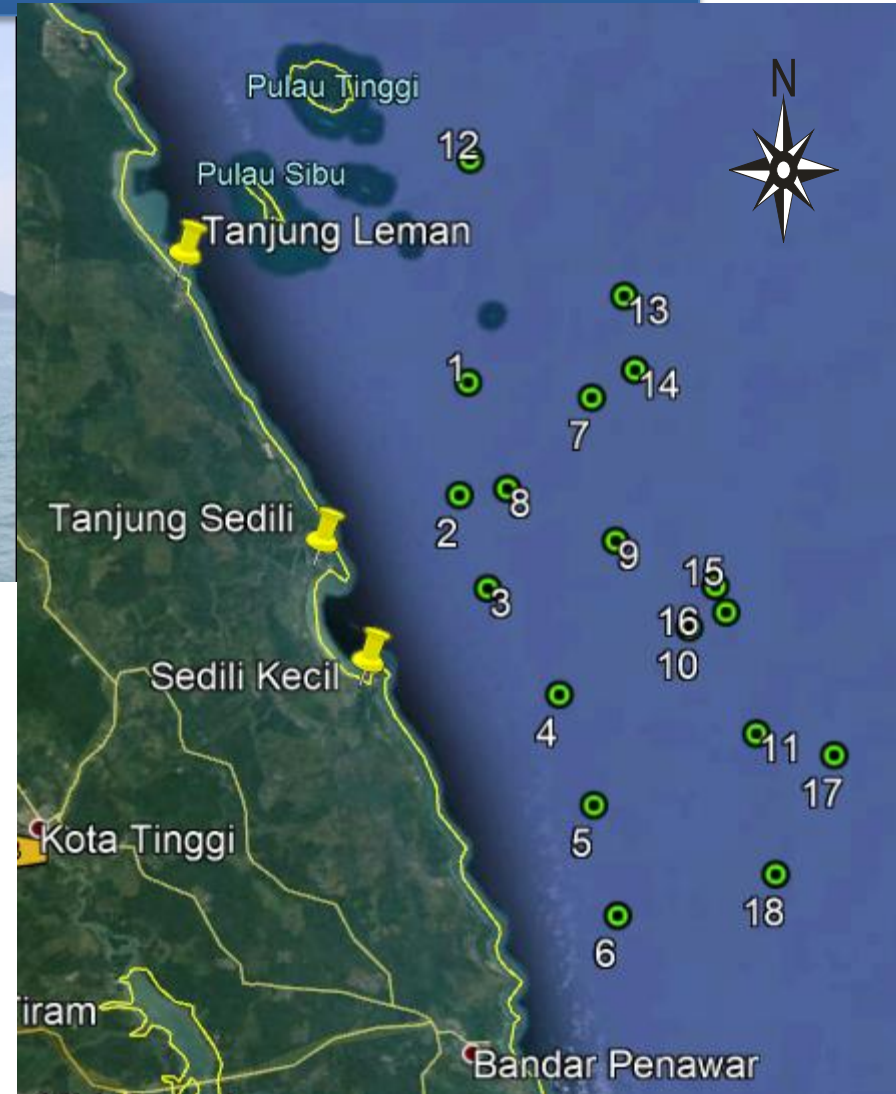 N
Pulau Tinggi
12
Pulau Sibu
Tanjung Leman
13
1
14
7
8
Tanjung Sedili
2
9
15
3
16
10
Sedili Kecil
4
11
17
5
Kota Tinggi
18
6
iram
Bandar Penawar